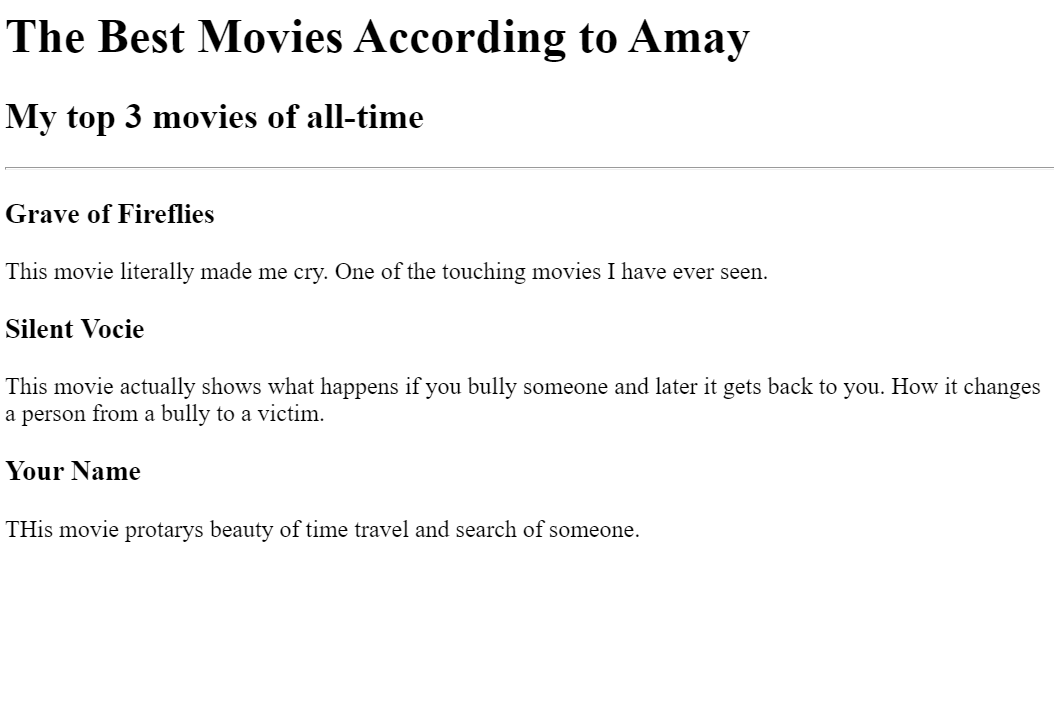 The Best Movies According to Amay
My top 3 movies of all-time
Grave of Fireflies
This movie literally made me cry. One of the touching movies I have ever seen.
Silent Vocie
This movie actually shows what happens if you bully someone and later it gets back to you. How it changes
a person from a bully to a victim.
Your Name
THis movie protarys beauty of time travel and search of someone.